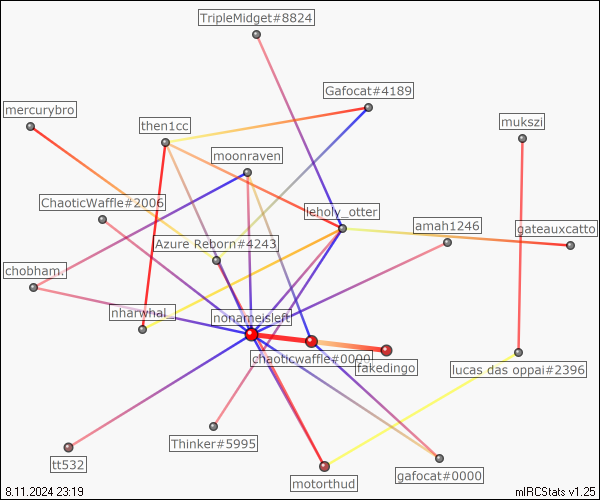 TripleMidget#8824
Gafocat#4189
mercurybro
mukszi
then1cc
moonraven
ChaoticWaffle#2006
leholy_otter
amah1246
gateauxcatto
Azure Reborn#4243
chobham.
nharwhal_
nonameisleft
chaoticwaffle#0000
fakedingo
lucas das oppai#2396
Thinker#5995
tt532
motorthud
gafocat#0000
8.11.2024 23:19
mIRCStats v1.25